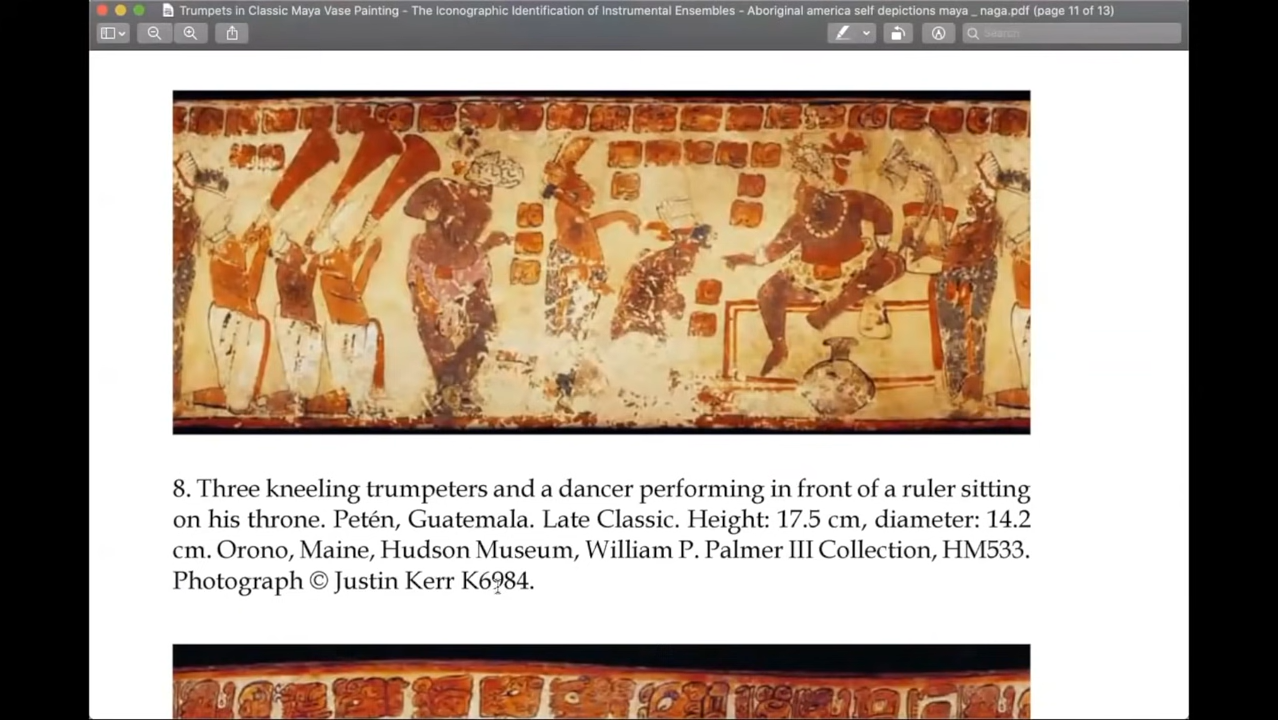 Trumpets in Classic Maya Vase Painting - The Iconographic Identification of Instrumental Ensembles - Aboriginal america self depictions maya _ naga.pdf (page 11 of 13)
Search
8. Three kneeling trumpeters and a dancer performing in front of a ruler sitting
on his throne. Petén, Guatemala. Late Classic. Height: 17.5 cm, diameter: 14.2
cm. Orono, Maine, Hudson Museum, William P. Palmer III Collection, HM533.
Photograph © Justin Kerr K6984.